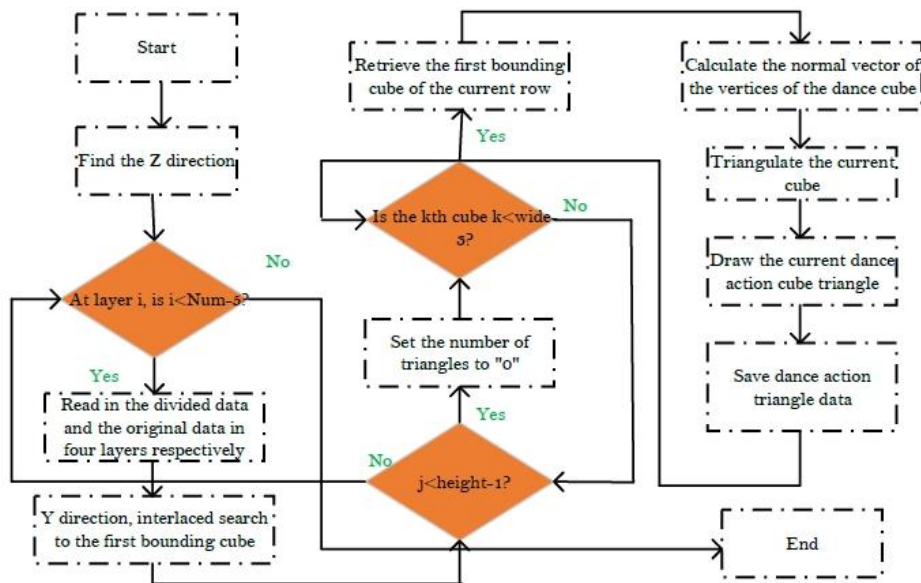 Start
Find the Z direction
At layer i, is i<Num-5?
No
Yes
Read in the divided data
and the original data in
four layers respectively
Y direction, interlaced search
to the first bounding cube
Retrieve the first bounding
cube of the current row
Yes
Is the kth cube k<wide-
3?
No
Set the number of
triangles to "0"
Yes
No
j<height-1?
Calculate the normal vector of
the vertices of the dance cube
Triangulate the current
cube
Draw the current dance
action cube triangle
Save dance action
triangle data
End